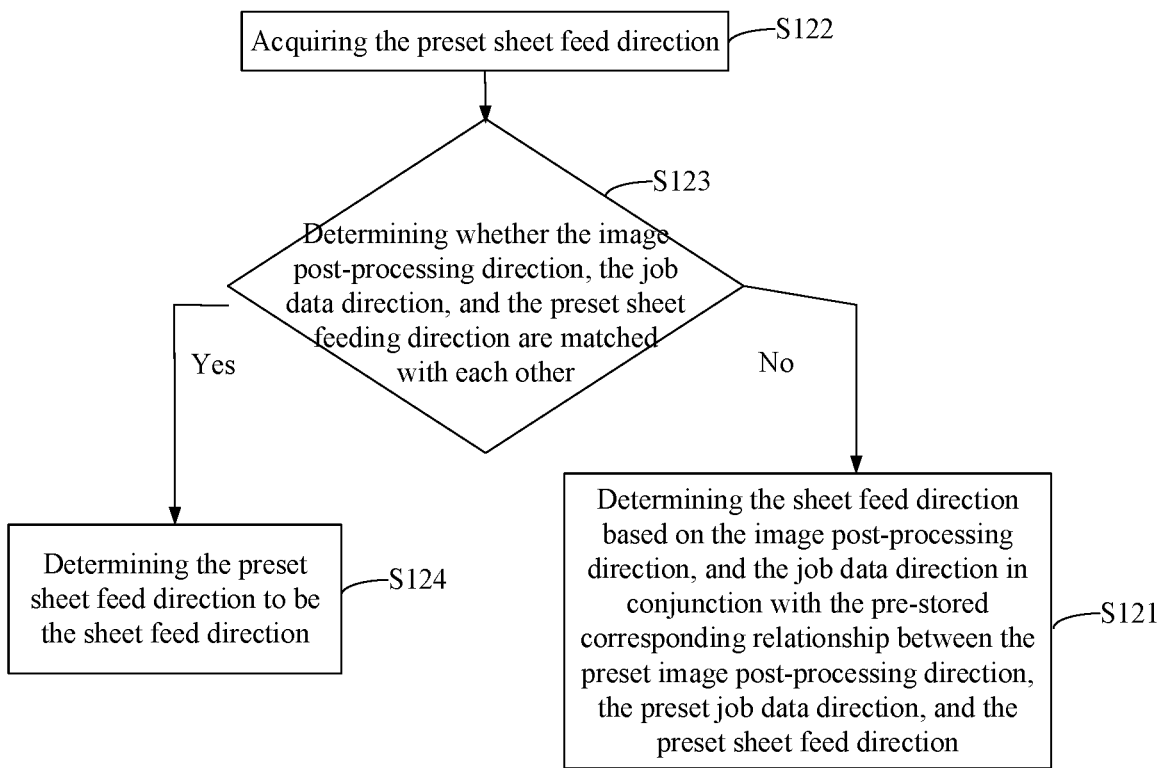 Acquiring the preset sheet feed direction
S122
S123
Determining whether the image
post-processing direction, the job
data direction, and the preset sheet
feeding direction are matched
with each other
Yes
No
Determining the preset
sheet feed direction to be
the sheet feed direction
S124
Determining the sheet feed direction
based on the image post-processing
direction, and the job data direction in
conjunction with the pre-stored
corresponding relationship between the
preset image post-processing direction,
the preset job data direction, and the
preset sheet feed direction
S121